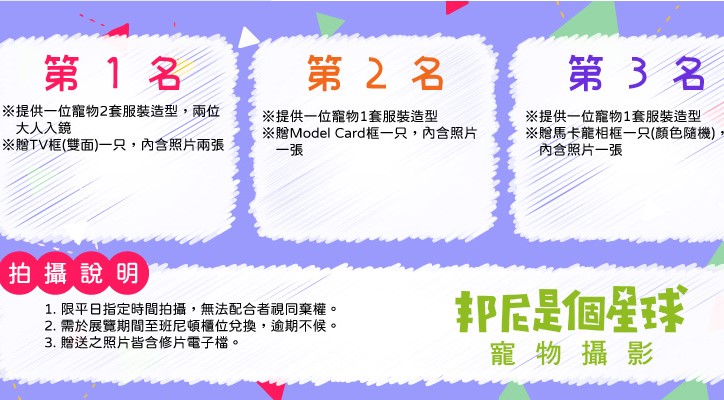 第1名
※提供一位寵物2套服裝造型，兩位
大人入鏡
※贈TV框(雙面)一只，內含照片兩張
第2名
※提供一位寵物1套服裝造型
※贈Model Card框一只，內含照片
一張
第3名
※提供一位寵物1套服裝造型
※贈馬卡龍相框一只(顏色隨機)，
內含照片一張
拍攝說明
1. 限平日指定時間拍攝，無法配合者視同棄權。
2. 需於展覽期間至班尼頓櫃位兌換，逾期不候。
3. 贈送之照片皆含修片電子檔。
邦尼是個星球
寵物攝影